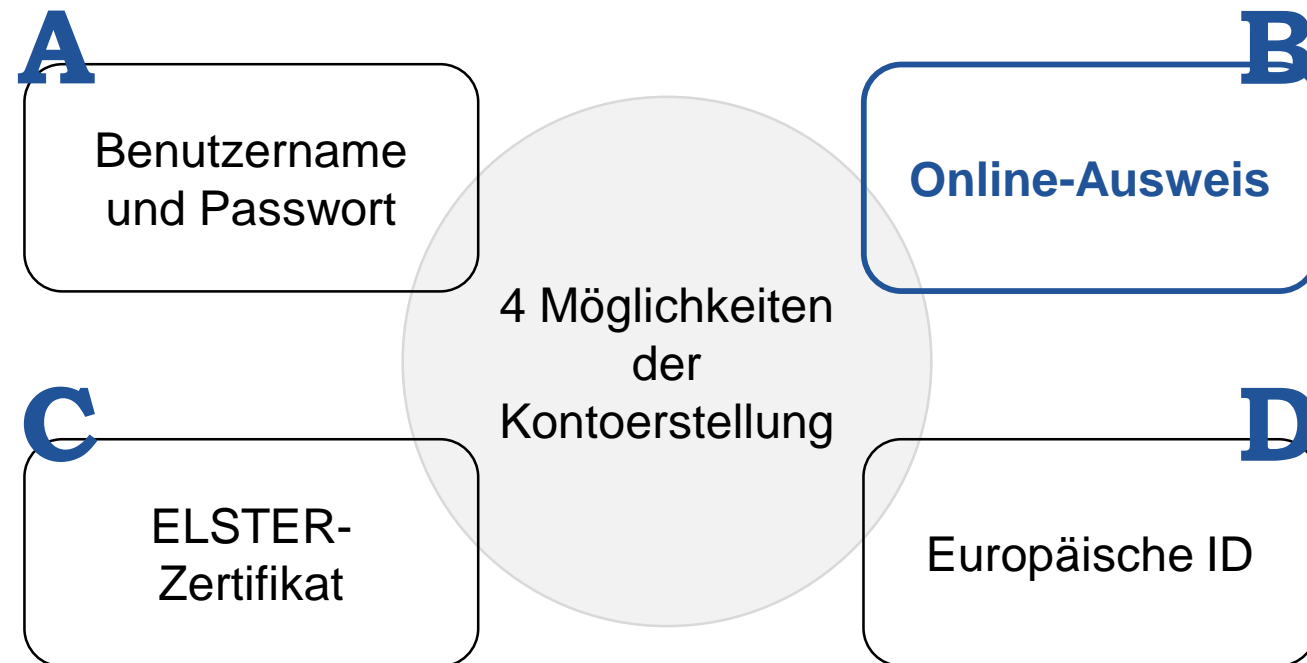 A
Benutzername
und Passwort
B
Online-Ausweis
4 Möglichkeiten
der
Kontoerstellung
C
ELSTER-
Zertifikat
D
Europäische ID